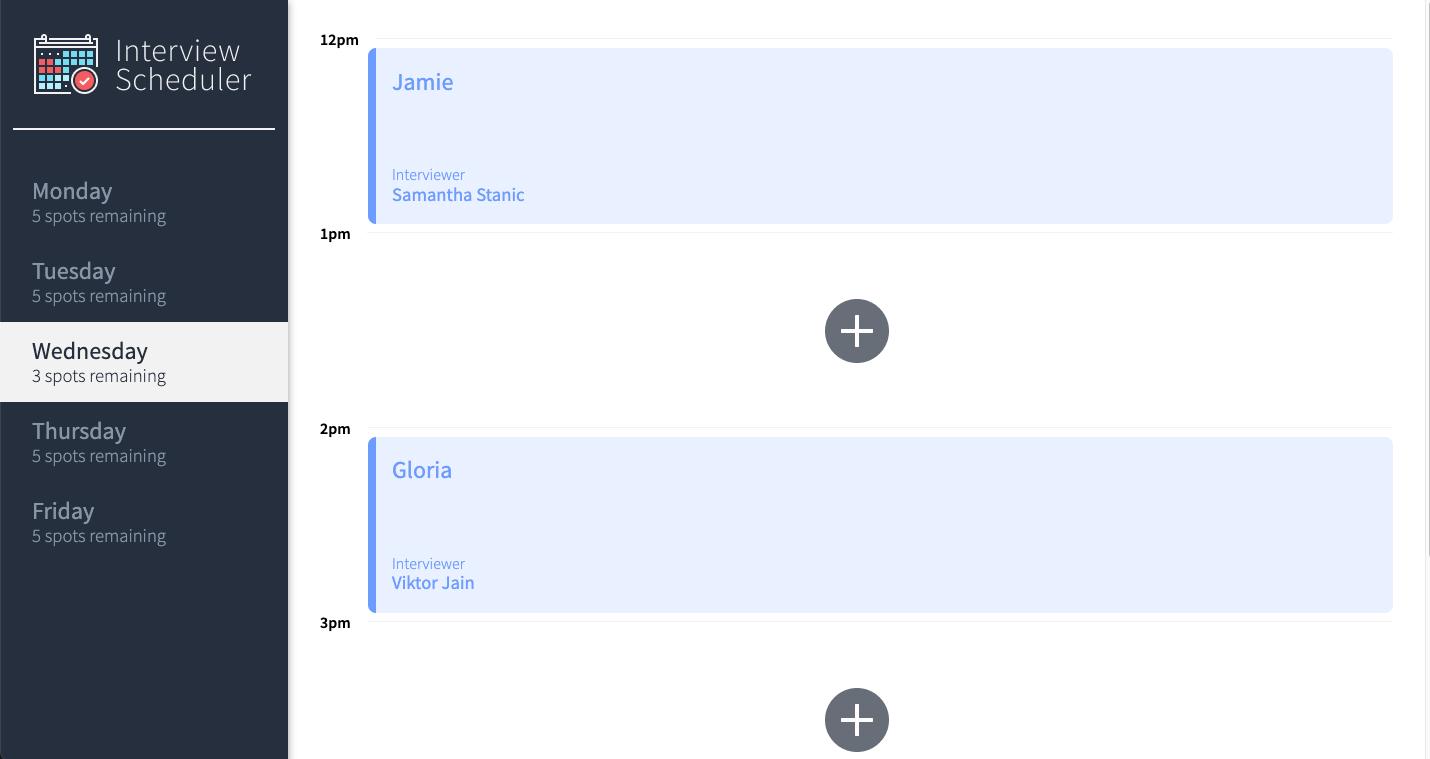 Interview
Scheduler
Monday
5 spots remaining
Tuesday
5 spots remaining
Wednesday
3 spots remaining
Thursday
5 spots remaining
Friday
5 spots remaining
12pm
Jamie
Interviewer
Samantha Stanic
1pm
2pm
Gloria
Interviewer
Viktor Jain
3pm